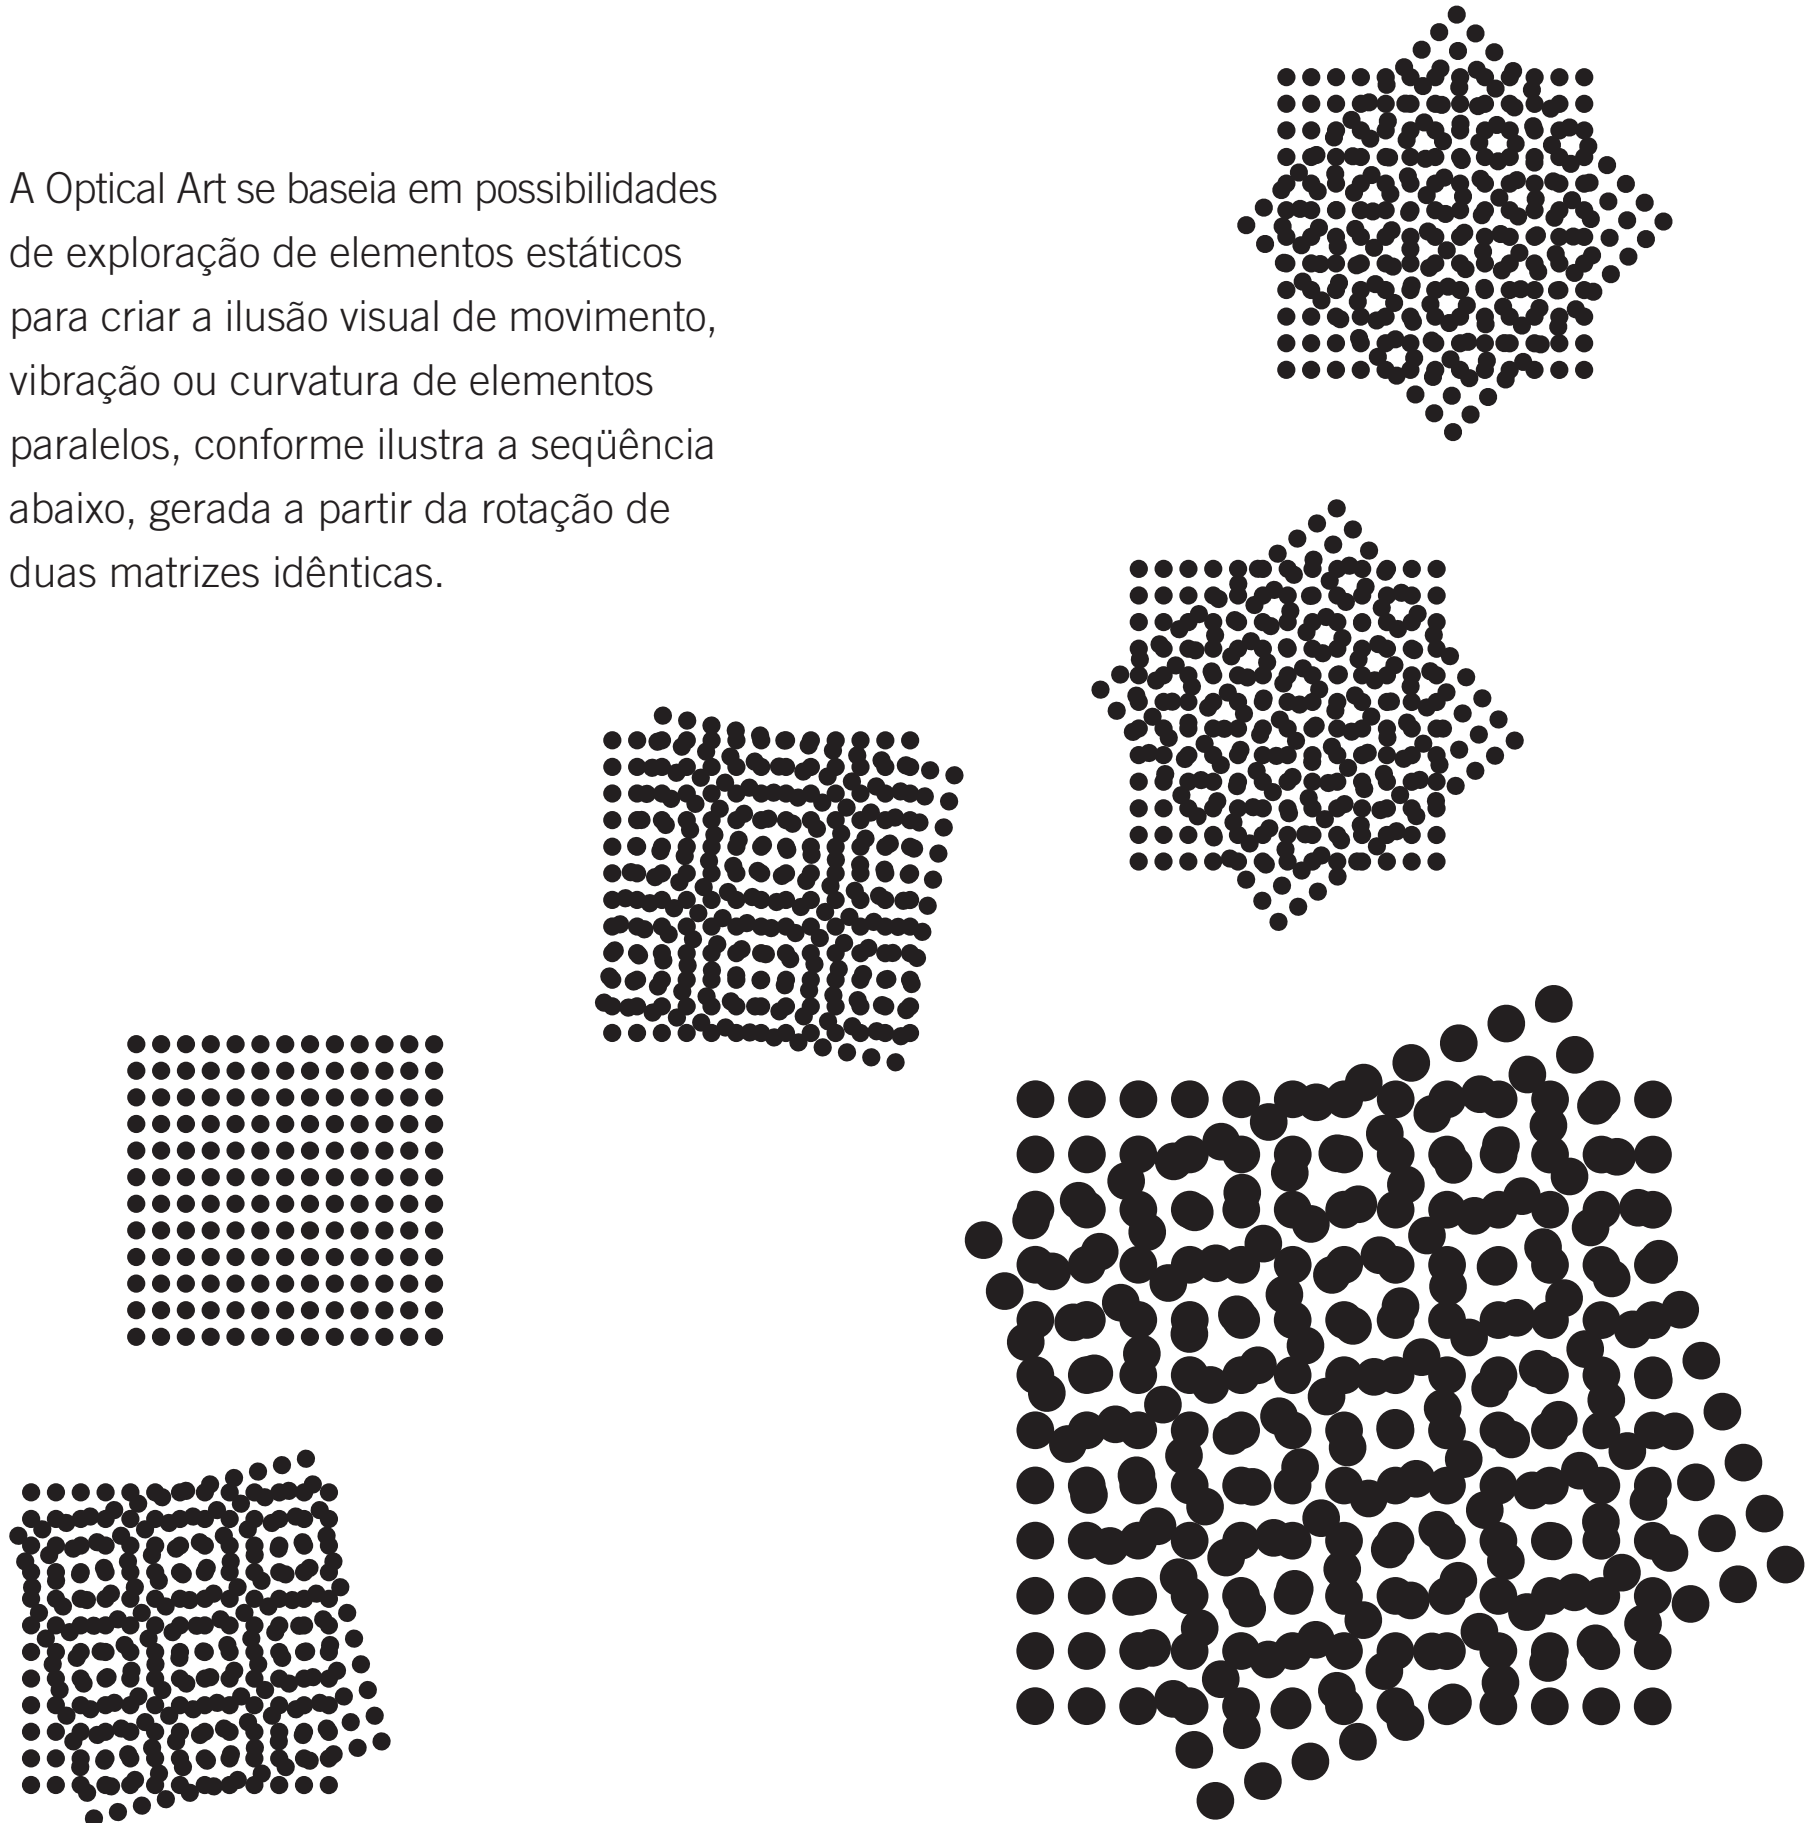 A Optical Art se baseia em possibilidades
de exploração de elementos estáticos
para criar a ilusão visual de movimento,
vibração ou curvatura de elementos
paralelos, conforme ilustra a seqüência
abaixo, gerada a partir da rotação de
duas matrizes idênticas.